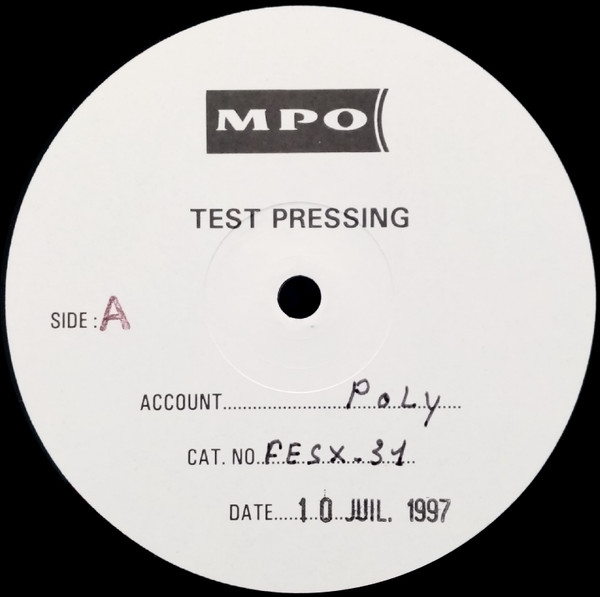 MPO
TEST PRESSING
SIDE : A
ACCOUNT........................POLY....
CAT. NO..FESX.31..
DATE.....10 JUIL. 1997